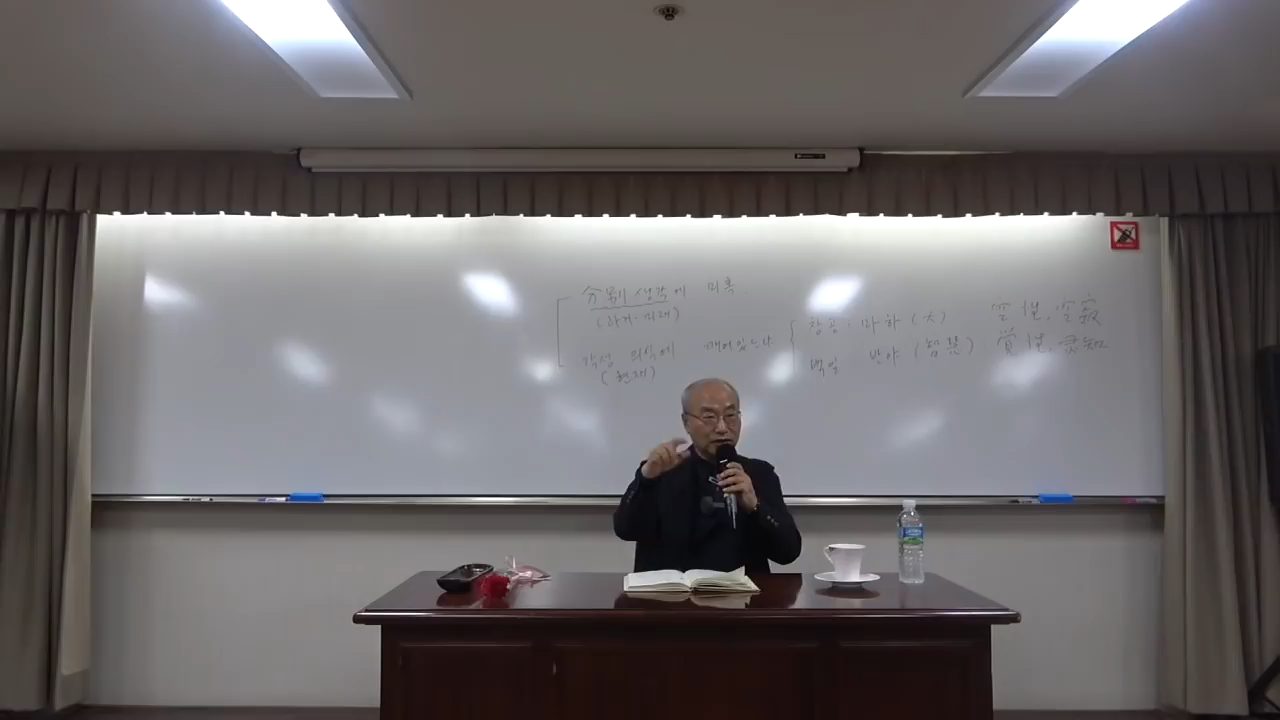 分別 생각에 미혹
(과거·미래)
각성 의식에 깨어있는다
(현재)
창공·마하(大) 空性, 空寂
백일 반야(智慧) 覺性, 靈知